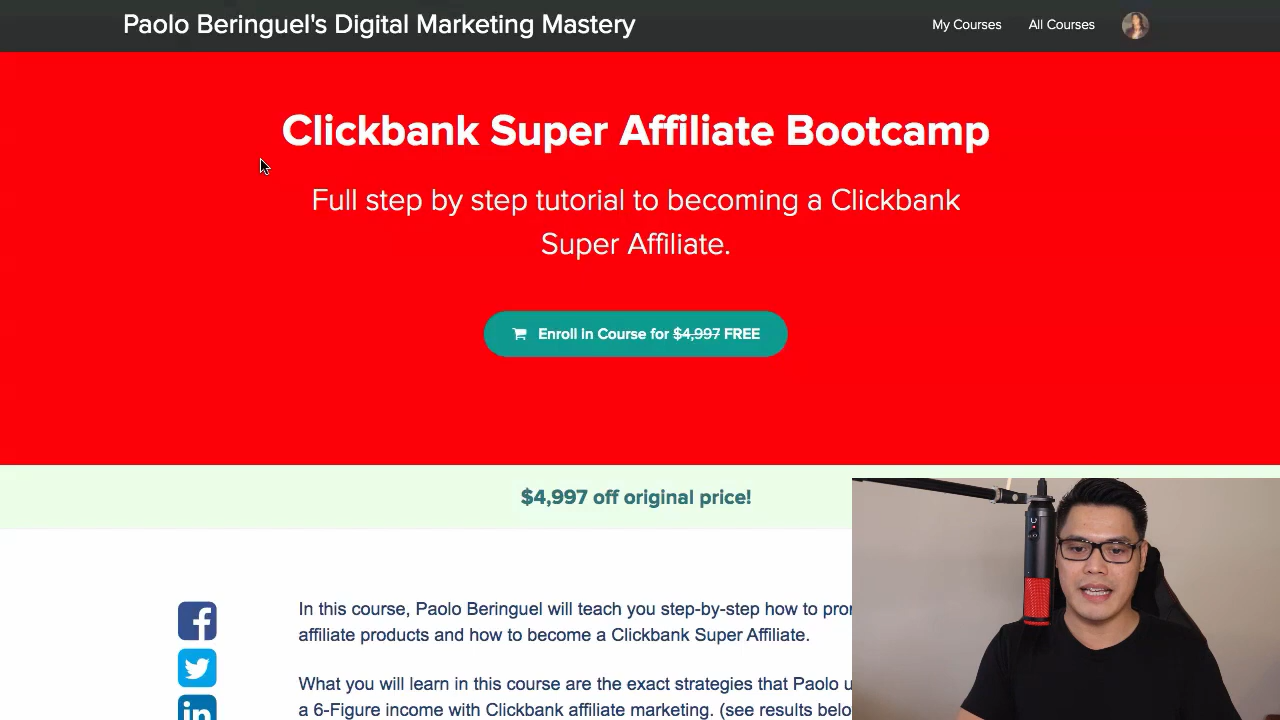 Paolo Beringuel's Digital Marketing Mastery
My Courses
All Courses
Clickbank Super Affiliate Bootcamp
Full step by step tutorial to becoming a Clickbank
Super Affiliate.
Enroll in Course for $4,997 FREE
$4,997 off original price!
In this course, Paolo Beringuel will teach you step-by-step how to
affiliate products and how to become a Clickbank Super Affiliate.
What you will learn in this course are the exact strategies that Paolo
a 6-Figure income with Clickbank affiliate marketing. (see results